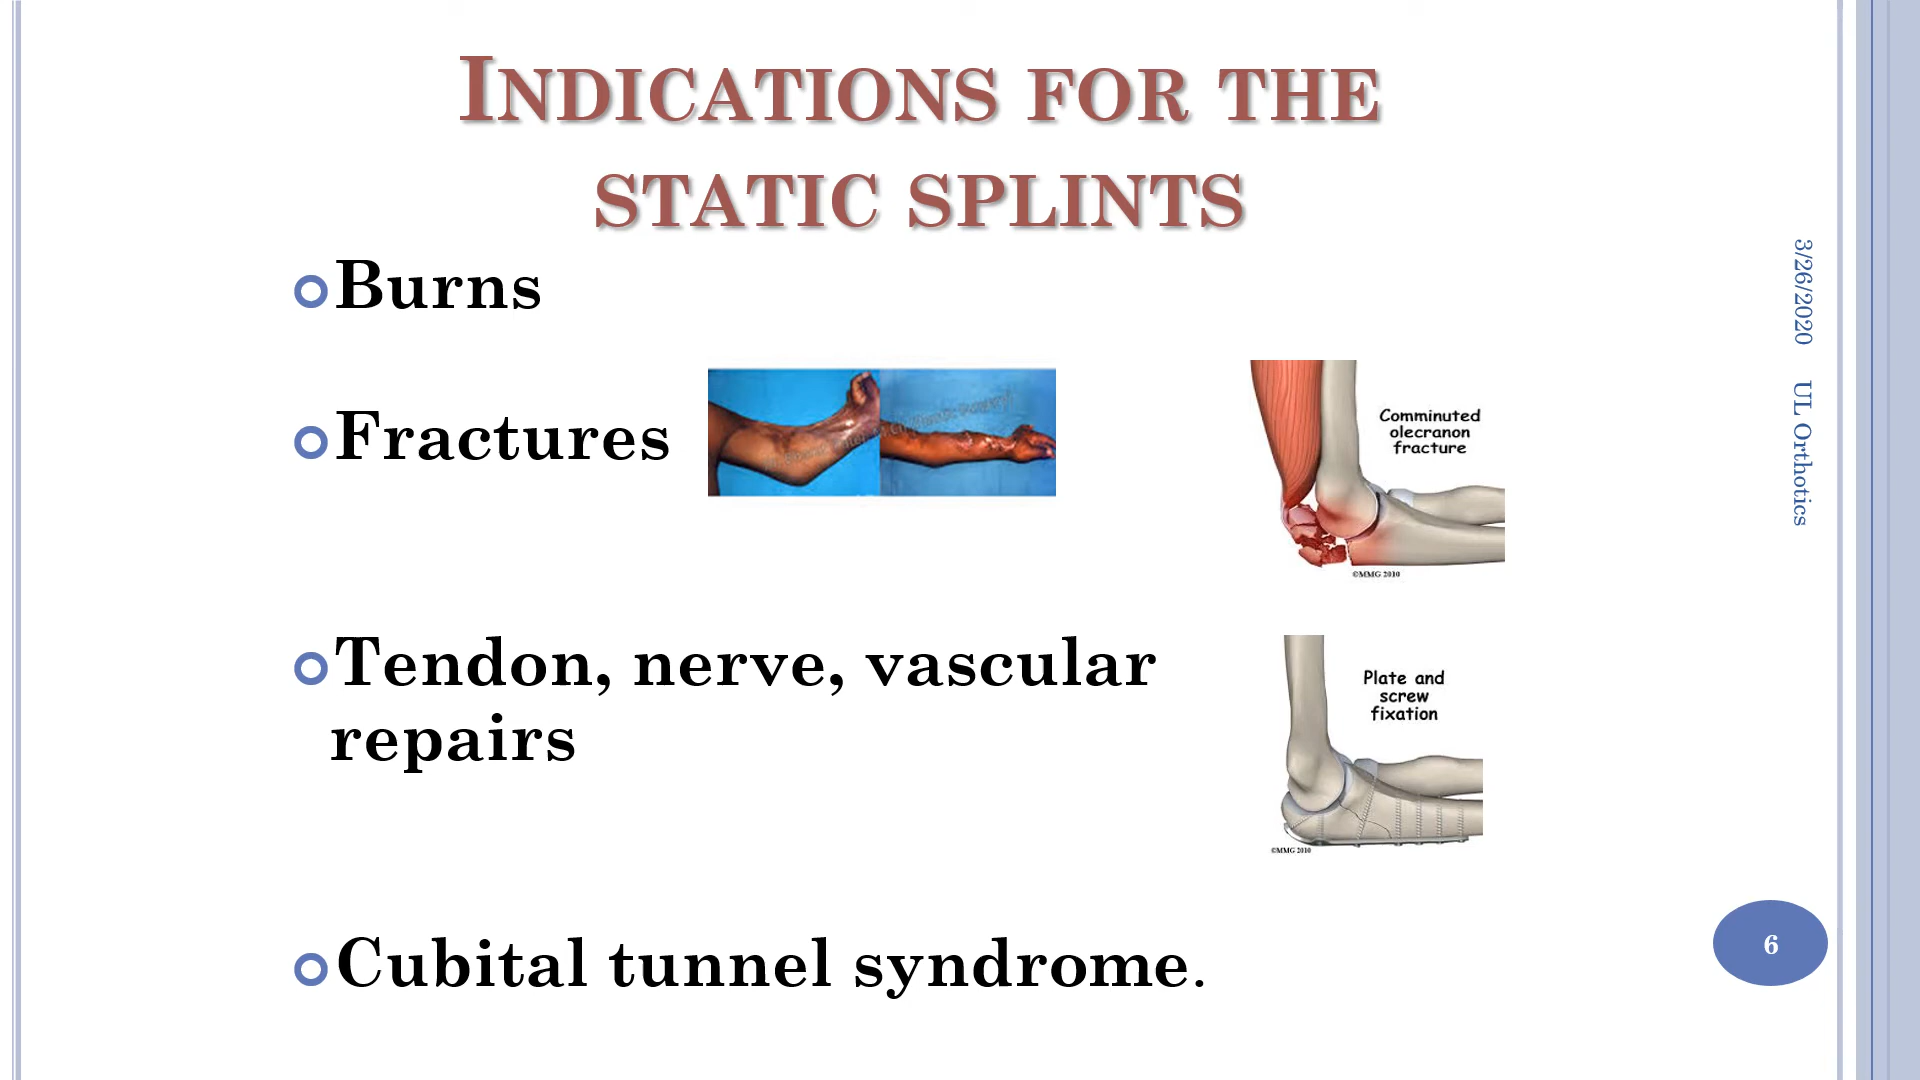 INDICATIONS FOR THE
STATIC SPLINTS
Burns
Fractures
Comminuted
olecranon
fracture
©MMG 2010
Tendon, nerve, vascular
repairs
Plate and
screw
fixation
©MMG 2010
Cubital tunnel syndrome.
3/26/2020 UL Orthotics
6